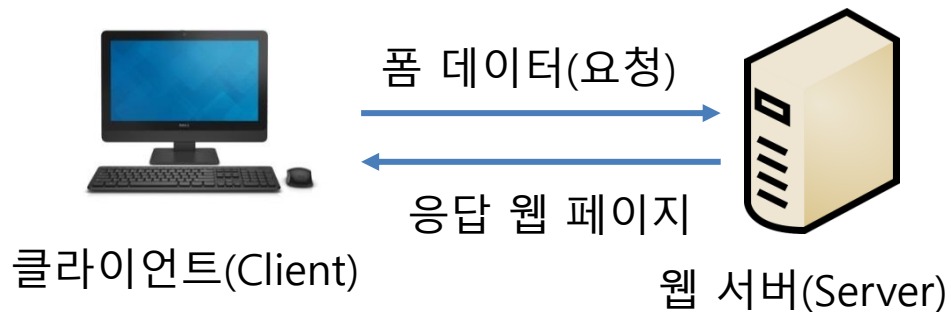 폼 데이터(요청)
응답 웹 페이지
클라이언트(Client)
웹 서버(Server)